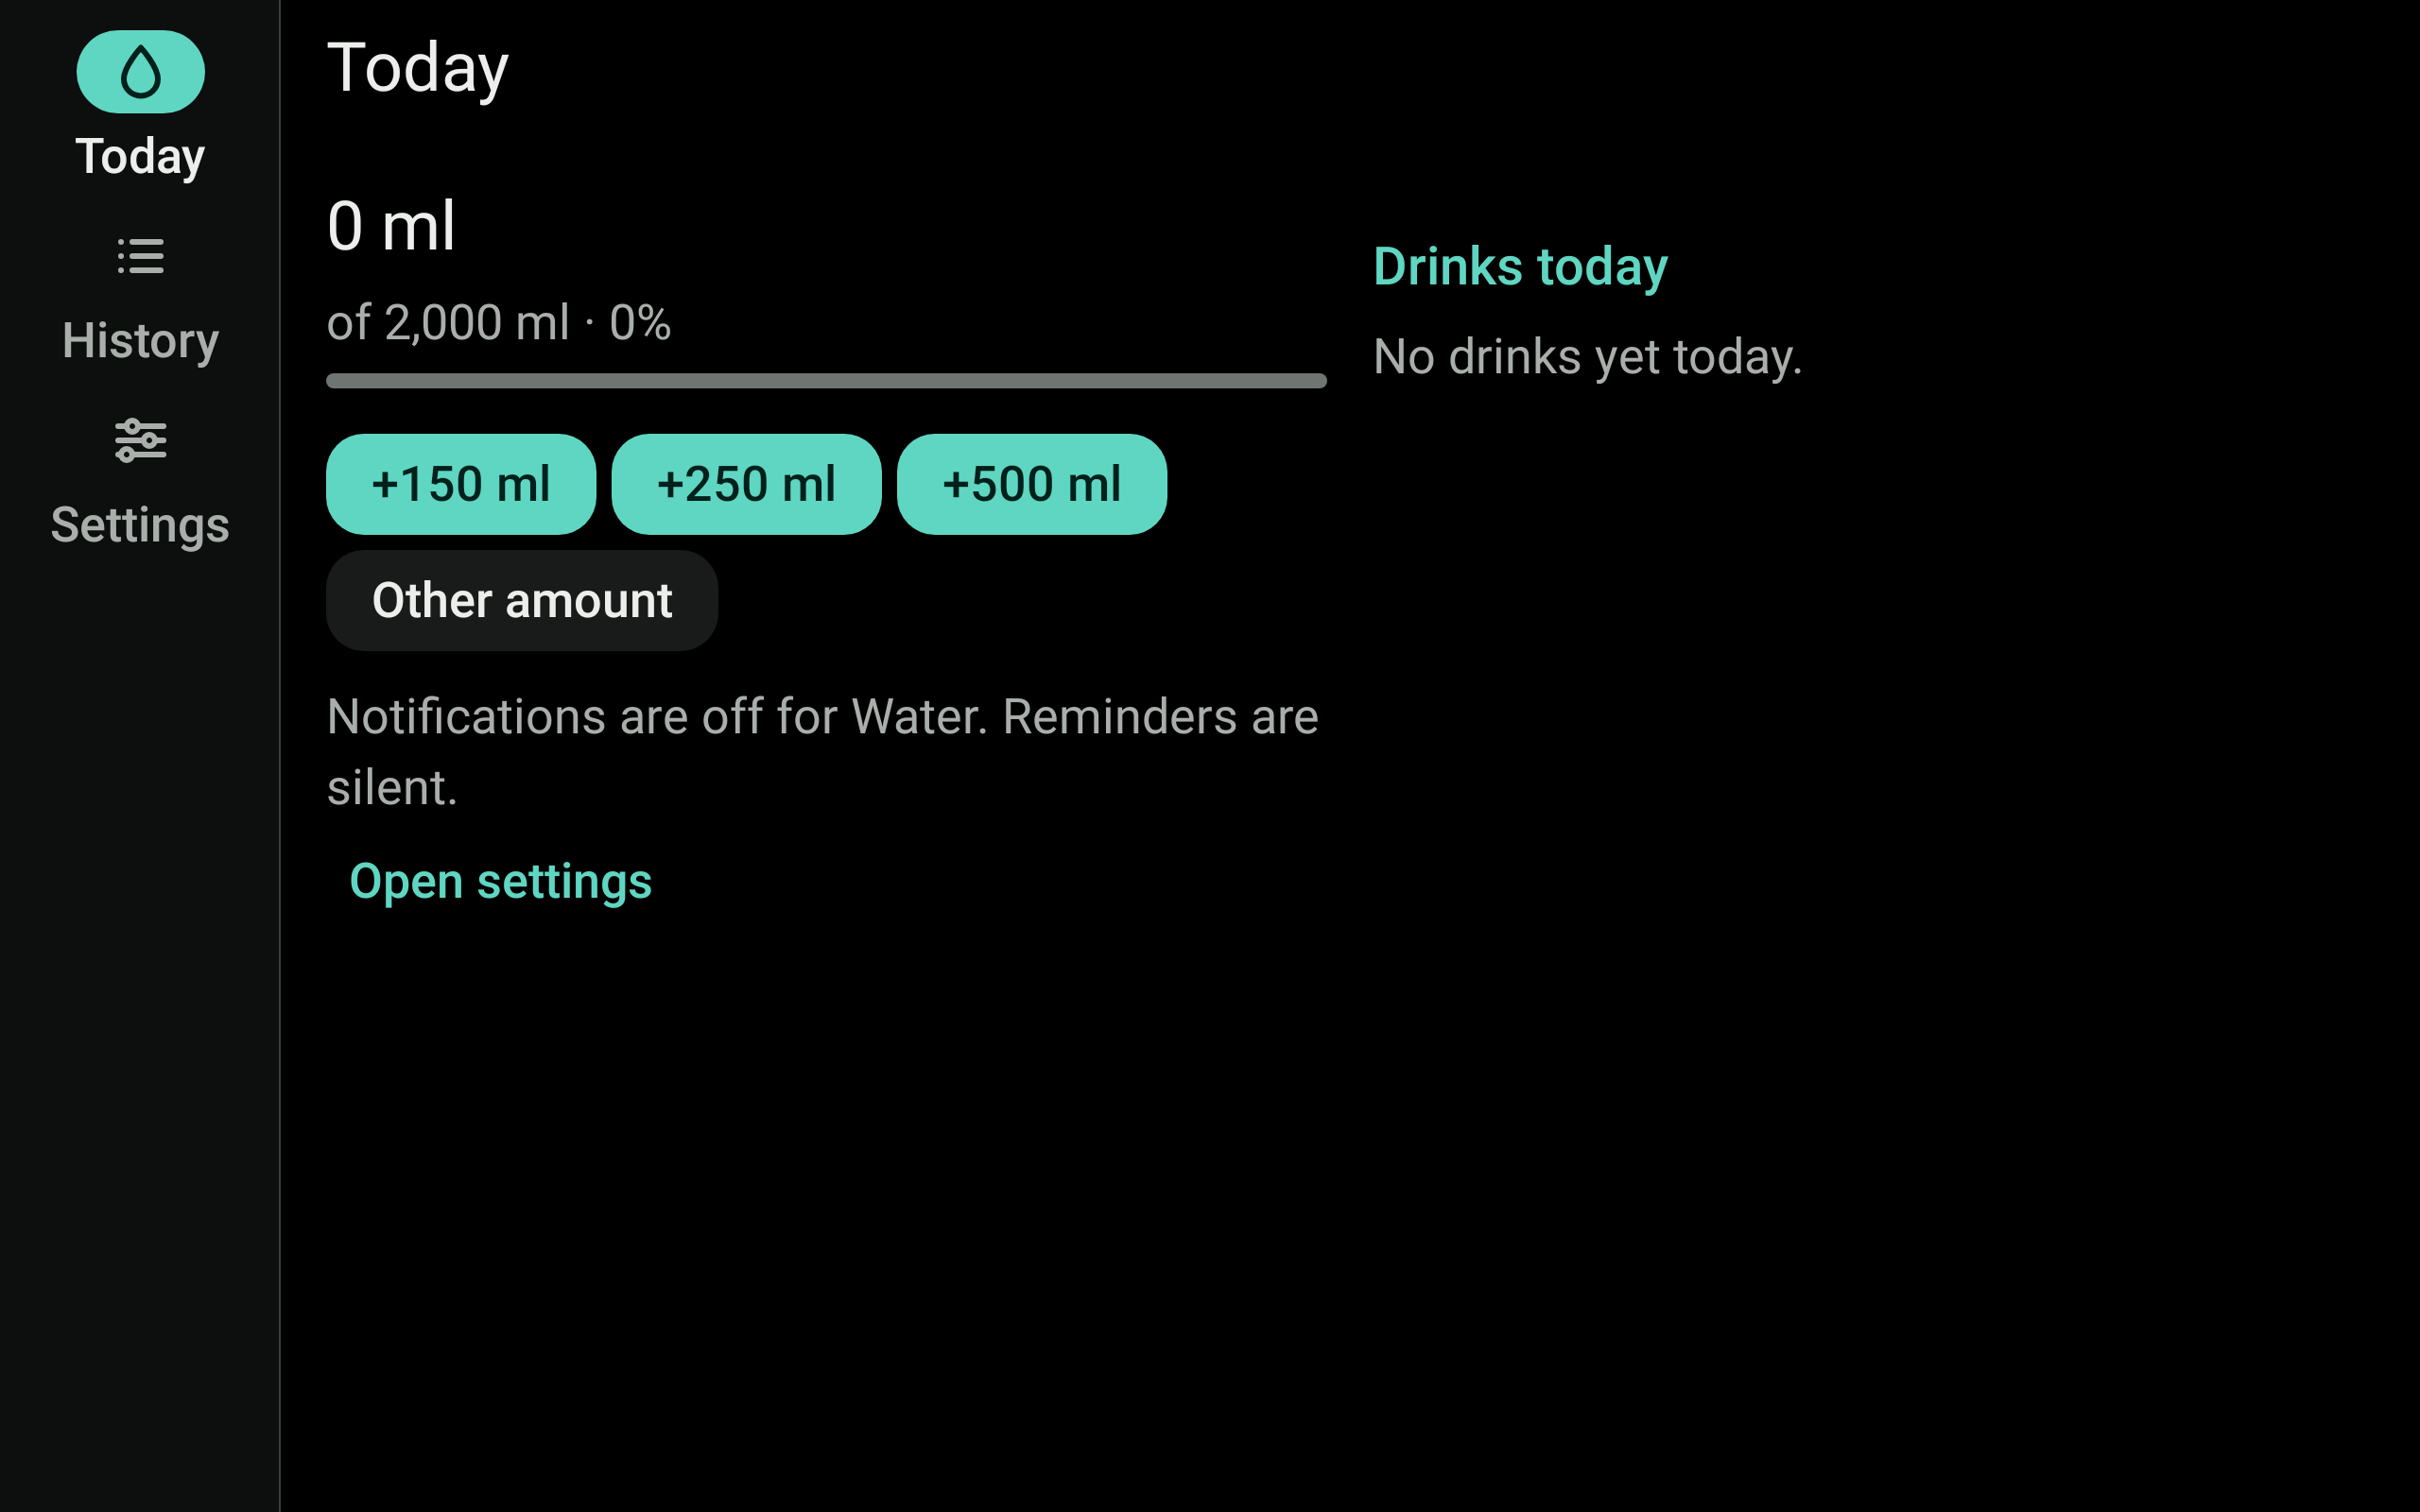 Today
History
Settings
Today
0 ml
of 2,000 ml · 0%
+150 ml
+250 ml
+500 ml
Other amount
Notifications are off for Water. Reminders are
silent.
Open settings
Drinks today
No drinks yet today.